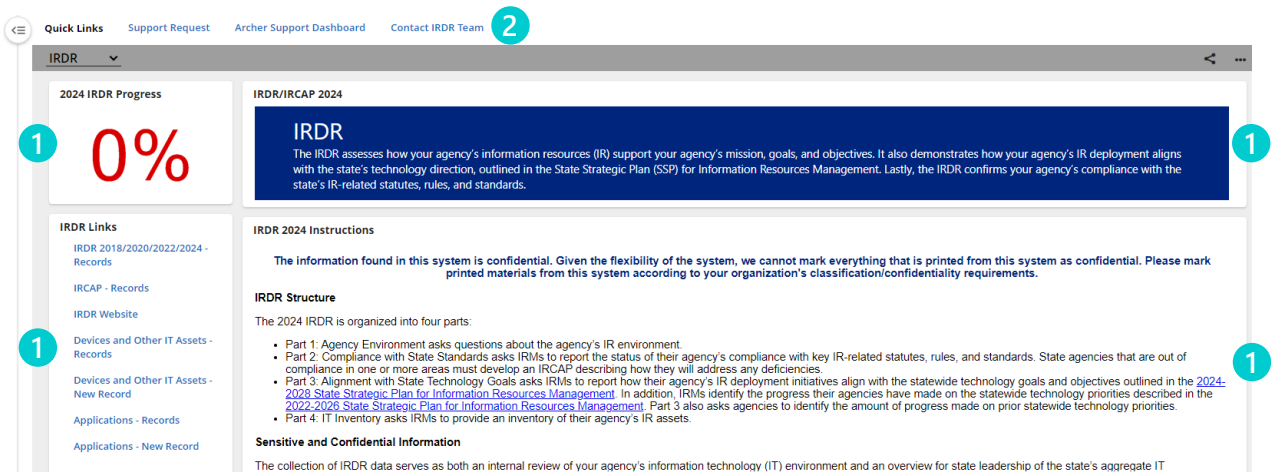 Quick Links Support Request Archer Support Dashboard Contact IRDR Team 2
IRDR
2024 IRDR Progress
1
0%
IRDR/IRCAP 2024
IRDR
The IRDR assesses how your agency's information resources (IR) support your agency's mission, goals, and objectives. It also demonstrates how your agency's IR deployment aligns
with the state's technology direction, outlined in the State Strategic Plan (SSP) for Information Resources Management. Lastly, the IRDR confirms your agency's compliance with the
state's IR-related statutes, rules, and standards.
1
IRDR Links
IRDR 2018/2020/2022/2024 -
Records
IRCAP - Records
IRDR Website
1
Devices and Other IT Assets -
Records
Devices and Other IT Assets -
New Record
Applications - Records
Applications - New Record
IRDR 2024 Instructions
The information found in this system is confidential. Given the flexibility of the system, we cannot mark everything that is printed from this system as confidential. Please mark
printed materials from this system according to your organization's classification/confidentiality requirements.
IRDR Structure
The 2024 IRDR is organized into four parts:
• Part 1: Agency Environment asks questions about the agency's IR environment.
• Part 2: Compliance with State Standards asks IRMs to report the status of their agency's compliance with key IR-related statutes, rules, and standards. State agencies that are out of
compliance in one or more areas must develop an IRCAP describing how they will address any deficiencies.
• Part 3: Alignment with State Technology Goals asks IRMs to report how their agency's IR deployment initiatives align with the statewide technology goals and objectives outlined in the 2024-
2028 State Strategic Plan for Information Resources Management. In addition, IRMs identify the progress their agencies have made on the statewide technology priorities described in the
2022-2026 State Strategic Plan for Information Resources Management. Part 3 also asks agencies to identify the amount of progress made on prior statewide technology priorities.
• Part 4: IT Inventory asks IRMs to provide an inventory of their agency's IR assets.
1
Sensitive and Confidential Information
The collection of IRDR data serves as both an internal review of your agency's information technology (IT) environment and an overview for state leadership of the state's aggregate IT